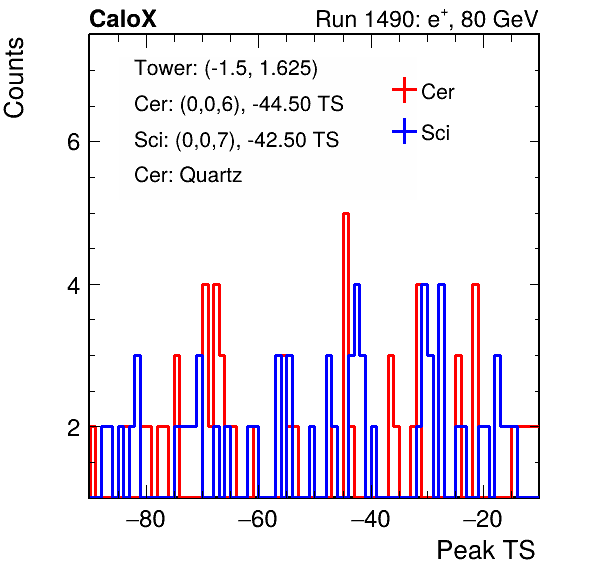 CaloX Run 1490: e⁺, 80 GeV
Counts
Tower: (-1.5, 1.625)
Cer: (0,0,6), -44.50 TS
Sci: (0,0,7), -42.50 TS
Cer: Quartz
Cer
Sci
6
4
2
−80 −60 −40 −20
Peak TS